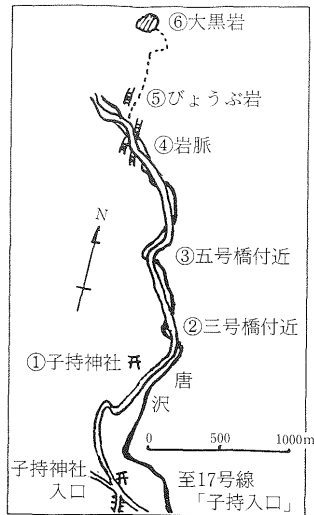 ⑥大黒岩
⑤びょうぶ岩
④岩脈
N
③五号橋付近
②三号橋付近
①子持神社
唐沢
0 500 1000m
子持神社
入口
至17号線
「子持入口」